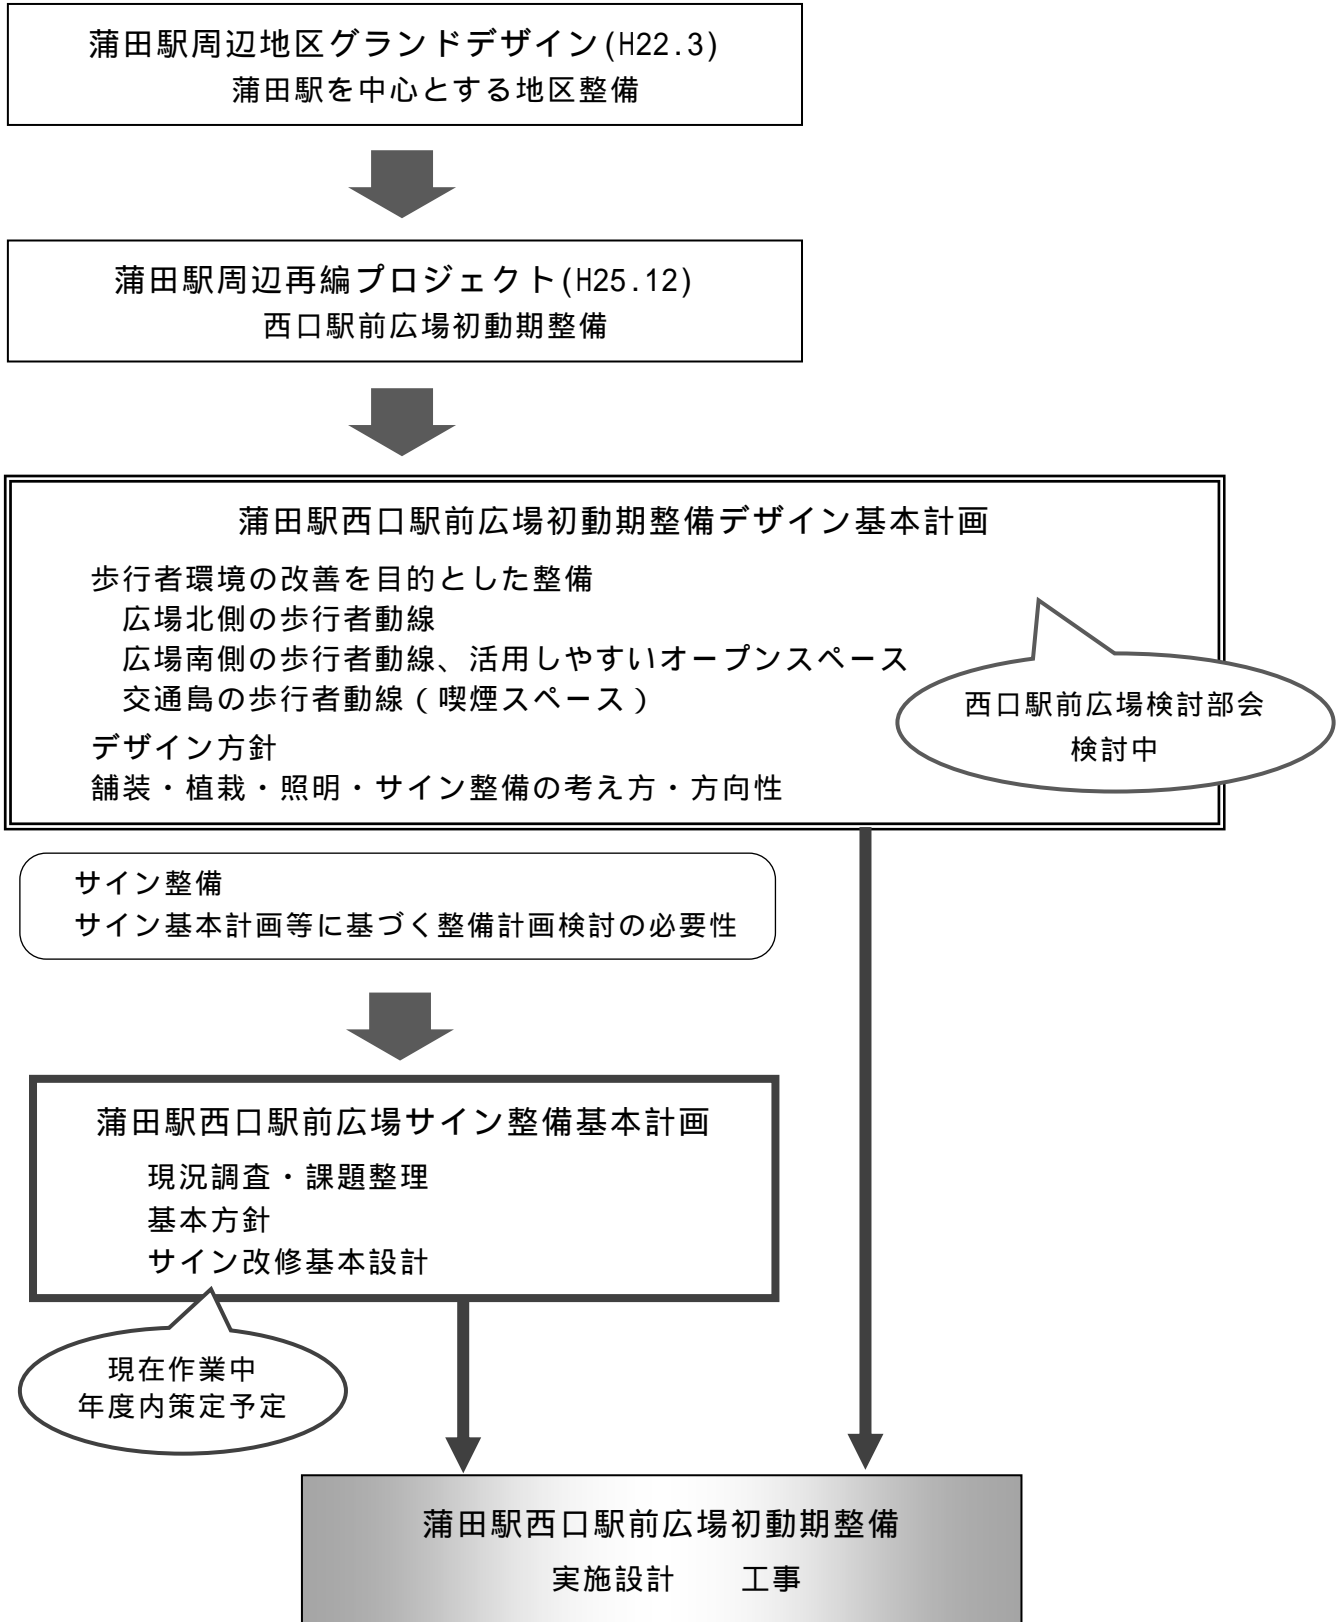 蒲田駅周辺地区グランドデザイン(H22.3)
蒲田駅を中心とする地区整備
蒲田駅周辺再編プロジェクト(H25.12)
西口駅前広場初動期整備
蒲田駅西口駅前広場初動期整備デザイン基本計画
歩行者環境の改善を目的とした整備
広場北側の歩行者動線
広場南側の歩行者動線、活用しやすいオープンスペース
交通島の歩行者動線（喫煙スペース）
デザイン方針
舗装・植栽・照明・サイン整備の考え方・方向性
西口駅前広場検討部会
検討中
サイン整備
サイン基本計画等に基づく整備計画検討の必要性
蒲田駅西口駅前広場サイン整備基本計画
現況調査・課題整理
基本方針
サイン改修基本設計
現在作業中
年度内策定予定
蒲田駅西口駅前広場初動期整備
実施設計　　工事